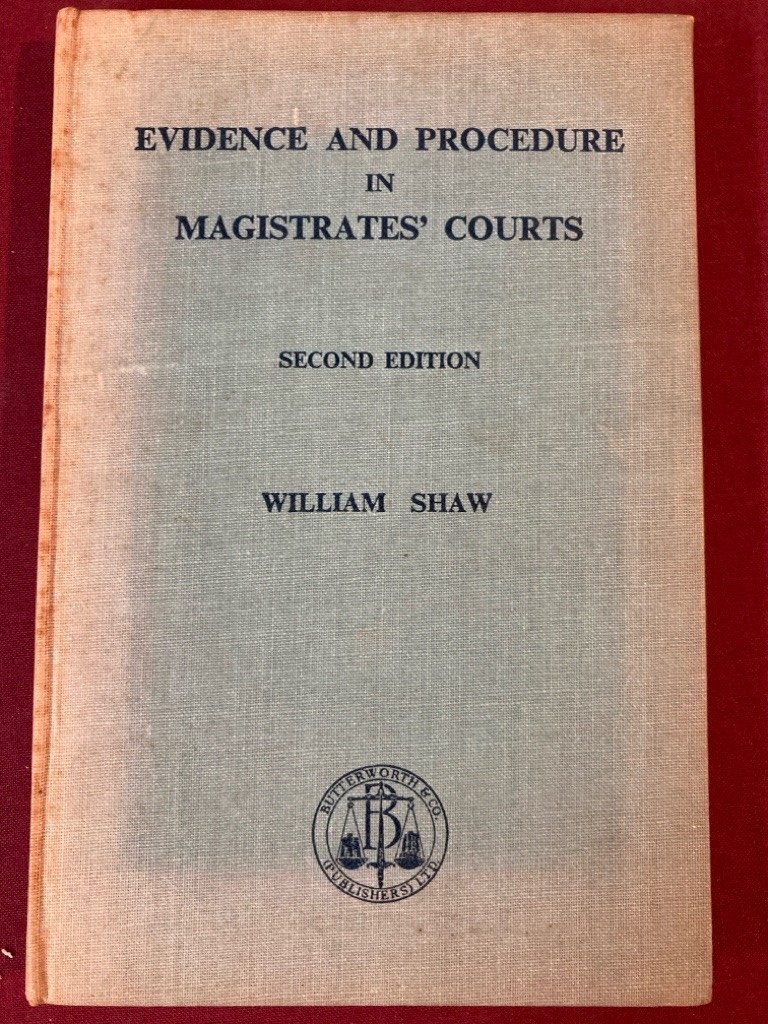 EVIDENCE AND PROCEDURE
IN
MAGISTRATES’ COURTS
SECOND EDITION
WILLIAM SHAW
BUTTERWORTH & CO.
B
(PUBLISHERS) LTD.